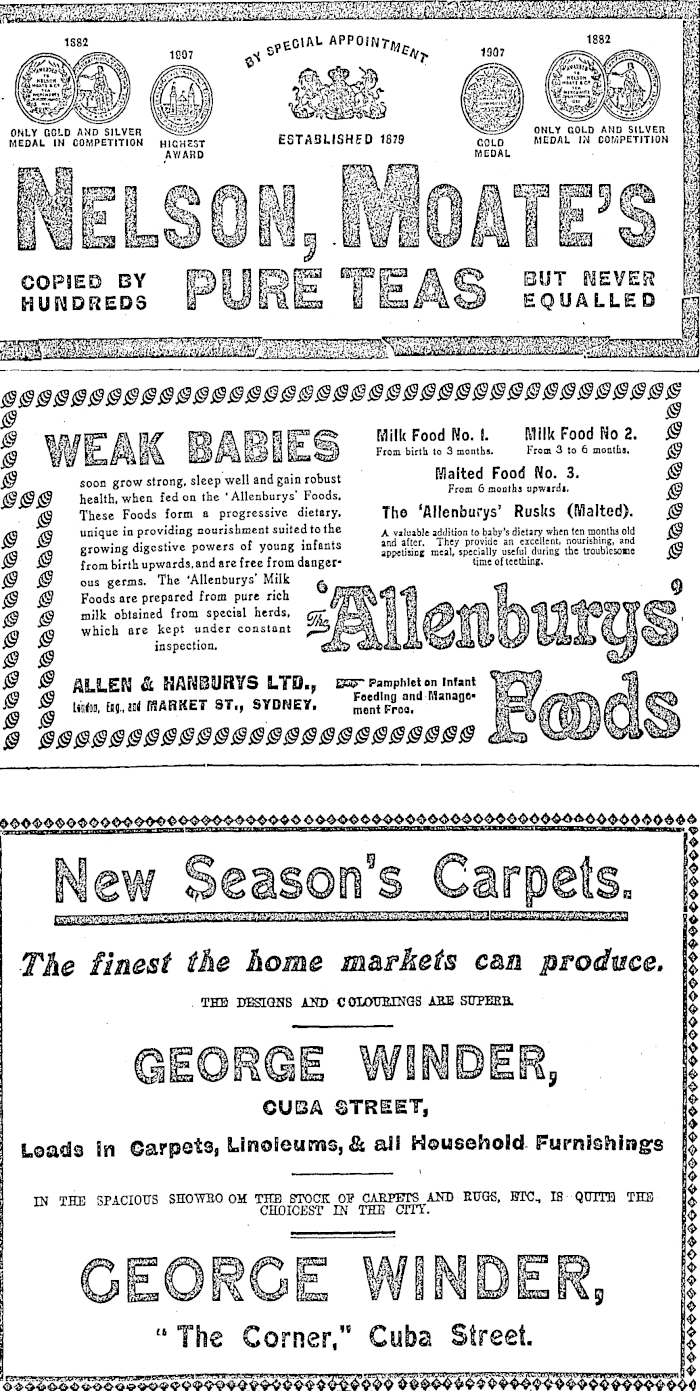 1882
1907
BY SPECIAL APPOINTMENT
1907
1882
ONLY GOLD AND SILVER
MEDAL IN COMPETITION
HIGHEST
AWARD
ESTABLISHED 1879
GOLD
MEDAL
ONLY GOLD AND SILVER
MEDAL IN COMPETITION
NELSON, MOATE'S
COPIED BY
HUNDREDS
PURE TEAS
BUT NEVER
EQUALLED
WEAK BABIES
soon grow strong, sleep well and gain robust
health, when fed on the 'Allenburys' Foods.
These Foods form a progressive dietary,
unique in providing nourishment suited to the
growing digestive powers of young infants
from birth upwards, and are free from danger-
ous germs. The 'Allenburys' Milk
Foods are prepared from pure rich
milk obtained from special herds,
which are kept under constant
inspection.
ALLEN & HANBURYS LTD.,
London, Eng., and MARKET ST., SYDNEY.
Milk Food No. 1.
From birth to 3 months.
Milk Food No 2.
From 3 to 6 months.
Malted Food No. 3.
From 6 months upwards.
The 'Allenburys' Rusks (Malted).
A valuable addition to baby's dietary when ten months old
and after. They provide an excellent, nourishing, and
appetising meal, specially useful during the troublesome
time of teething.
The 'Allenburys'
Foods
Pamphlet on Infant
Feeding and Manage-
ment Free.
New Season's Carpets.
The finest the home markets can produce.
THE DESIGNS AND COLOURINGS ARE SUPERB.
GEORGE WINDER,
CUBA STREET,
Leads in Carpets, Linoleums, & all Household Furnishings
IN THE SPACIOUS SHOWROOM THE STOCK OF CARPETS AND RUGS, ETC., IS QUITE THE
CHOICEST IN THE CITY.
GEORGE WINDER,
"The Corner," Cuba Street.